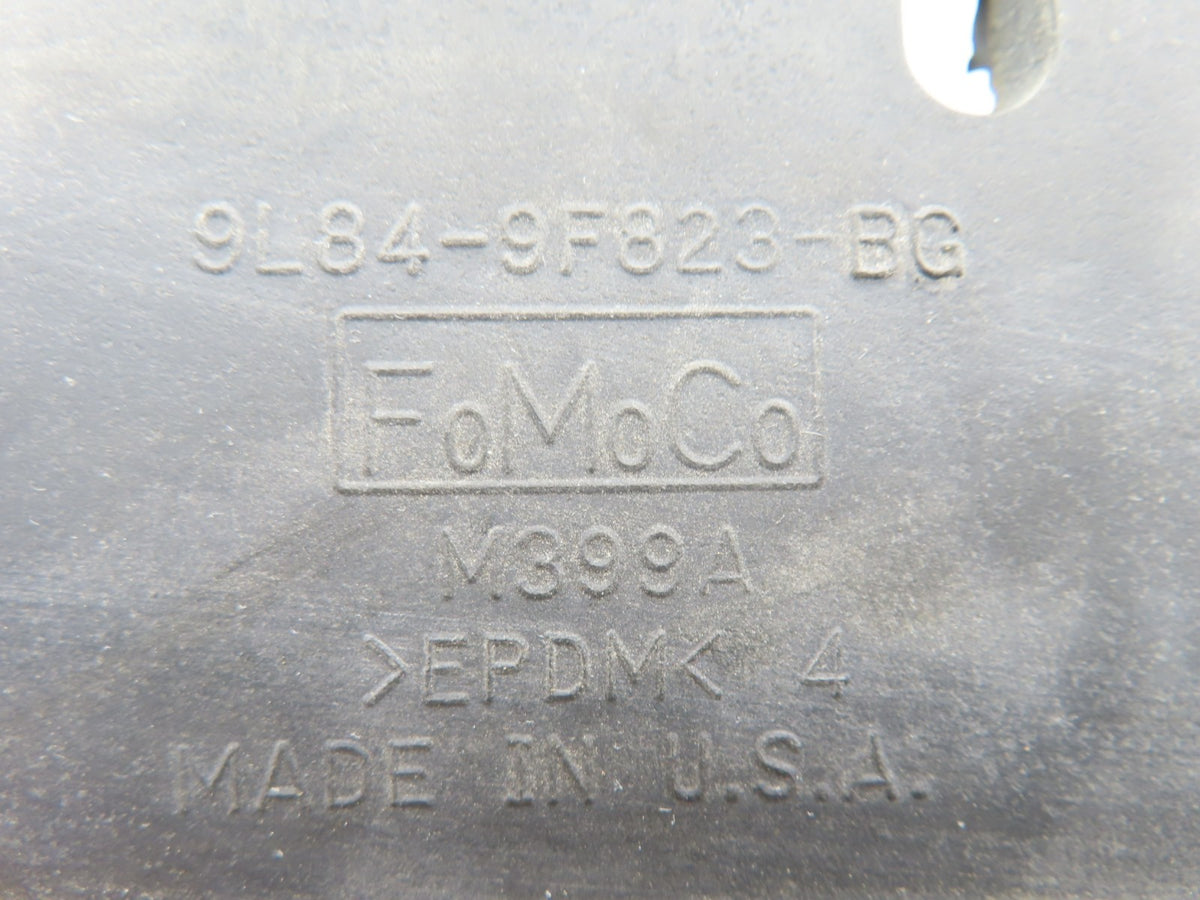 9L84-9F823-BG
FoMoCo
M399A
>EPDM< 4
MADE IN U.S.A.